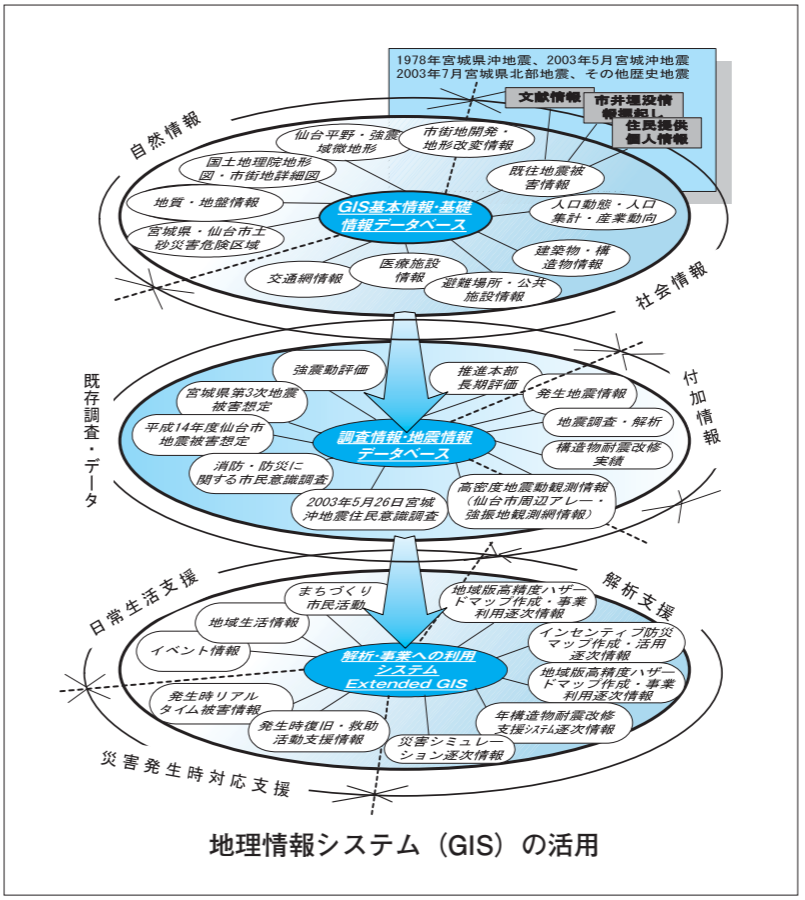 1978年宮城県沖地震、2003年5月宮城沖地震
2003年7月宮城県北部地震、その他歴史地震
文献情報
市井埋没情
報掘起し
住民提供
個人情報
自然情報
仙台平野・強震
域微地形
市街地開発・
地形改変情報
国土地理院地形
図・市街地詳細図
既往地震被
害情報
地質・地盤情報
GIS基本情報・基礎
情報データベース
人口動態・人口
集計・産業動向
宮城県・仙台市土
砂災害危険区域
建築物・構
造物情報
交通網情報
医療施設
情報
避難場所・公共
施設情報
社会情報
既存調査・データ
強震動評価
推進本部
長期評価
宮城県第3次地震
被害想定
発生地震情報
付加情報
平成14年度仙台市
地震被害想定
調査情報・地震情報
データベース
地震調査・解析
構造物耐震改修
実績
消防・防災に
関する市民意識調査
2003年5月26日宮城
沖地震住民意識調査
高密度地震動観測情報
(仙台市周辺アレー・
強振地観測網情報)
日常生活支援
解析支援
まちづくり
市民活動
地域版高精度ハザー
ドマップ作成・事業
利用逐次情報
地域生活情報
イベント情報
解析・事業への利用
システム
Extended GIS
インセンティブ防災
マップ作成・活用
逐次情報
地域版高精度ハザー
ドマップ作成・事業
利用逐次情報
発生時リアル
タイム被害情報
発生時復旧・救助
活動支援情報
災害シミュレー
ション逐次情報
年構造物耐震改修
支援システム逐次情報
災害発生時対応支援
地理情報システム（GIS）の活用